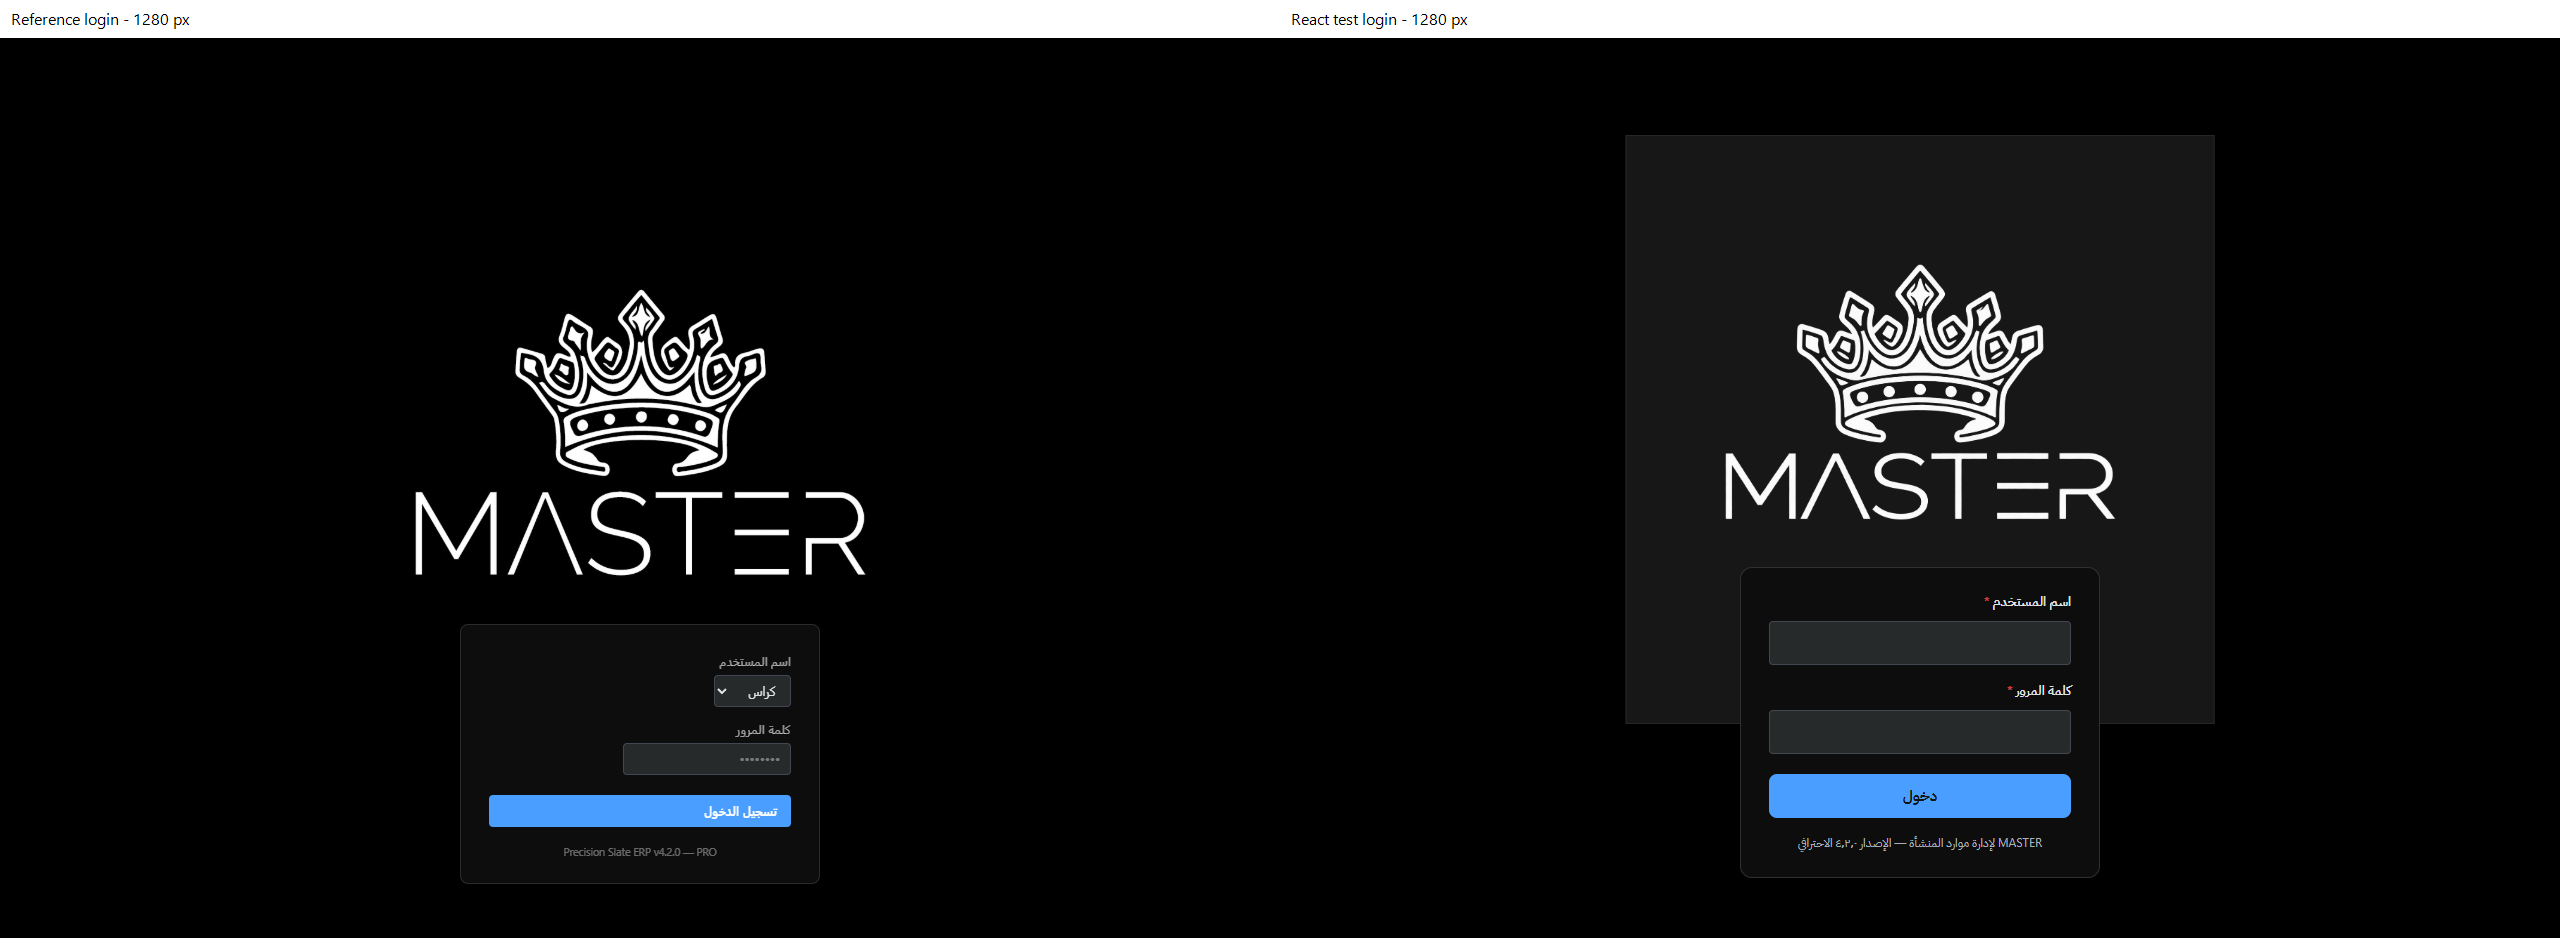 Reference login - 1280 px
MASTER
اسم المستخدم
كراس
كلمة المرور
••••••••
تسجيل الدخول
Precision Slate ERP v4.2.0 — PRO
React test login - 1280 px
MASTER
اسم المستخدم *
كلمة المرور *
دخول
MASTER لإدارة موارد المنشأة — الإصدار ٤,٢,٠ الاحترافي